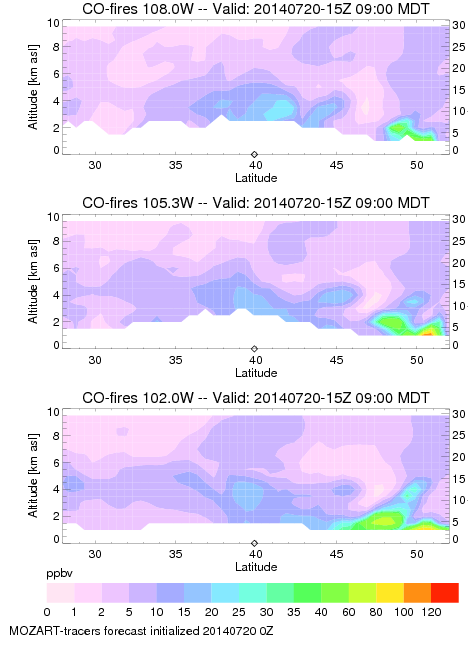 CO-fires 108.0W -- Valid: 20140720-15Z 09:00 MDT
Altitude [km asl]
10
8
6
4
2
0
30
25
20
15
10
5
0
30 35 40 45 50
Latitude
CO-fires 105.3W -- Valid: 20140720-15Z 09:00 MDT
Altitude [km asl]
10
8
6
4
2
0
30
25
20
15
10
5
0
30 35 40 45 50
Latitude
CO-fires 102.0W -- Valid: 20140720-15Z 09:00 MDT
Altitude [km asl]
10
8
6
4
2
0
30
25
20
15
10
5
0
30 35 40 45 50
Latitude
ppbv
0 1 2 5 10 15 20 25 30 40 60 80 100 120
MOZART-tracers forecast initialized 20140720 0Z